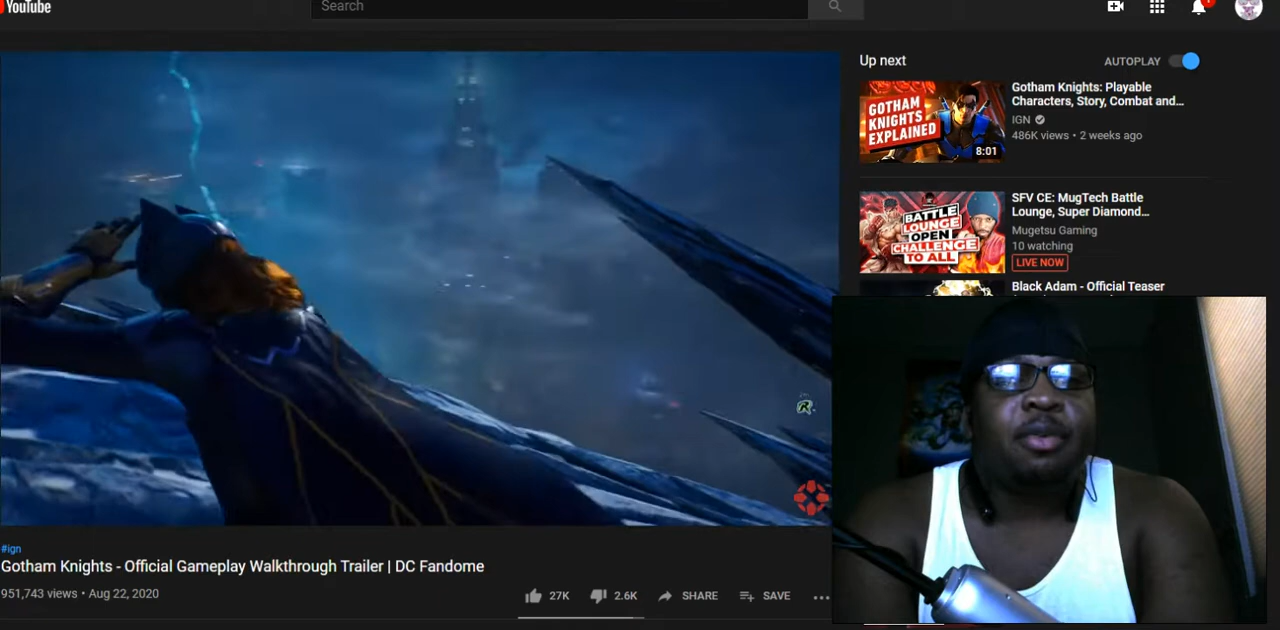 YouTube
Search
Up next
AUTOPLAY
GOTHAM
KNIGHTS
EXPLAINED
8:01
Gotham Knights: Playable
Characters, Story, Combat and...
IGN
486K views • 2 weeks ago
BATTLE
LOUNGE
OPEN
CHALLENGE
TO ALL
SFV CE: MugTech Battle
Lounge, Super Diamond...
Mugetsu Gaming
10 watching
LIVE NOW
Black Adam - Official Teaser
R
#ign
Gotham Knights - Official Gameplay Walkthrough Trailer | DC Fandome
951,743 views • Aug 22, 2020
27K
2.6K
SHARE
SAVE